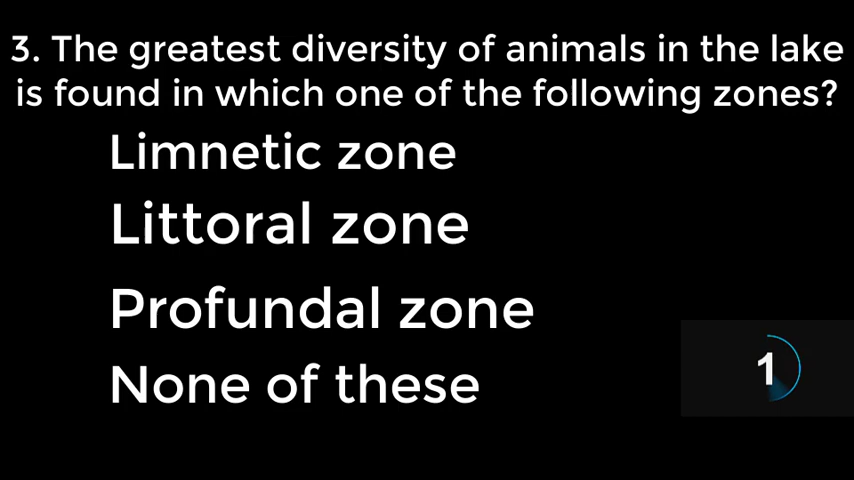 3. The greatest diversity of animals in the lake
is found in which one of the following zones?
Limnetic zone
Littoral zone
Profundal zone
None of these
1